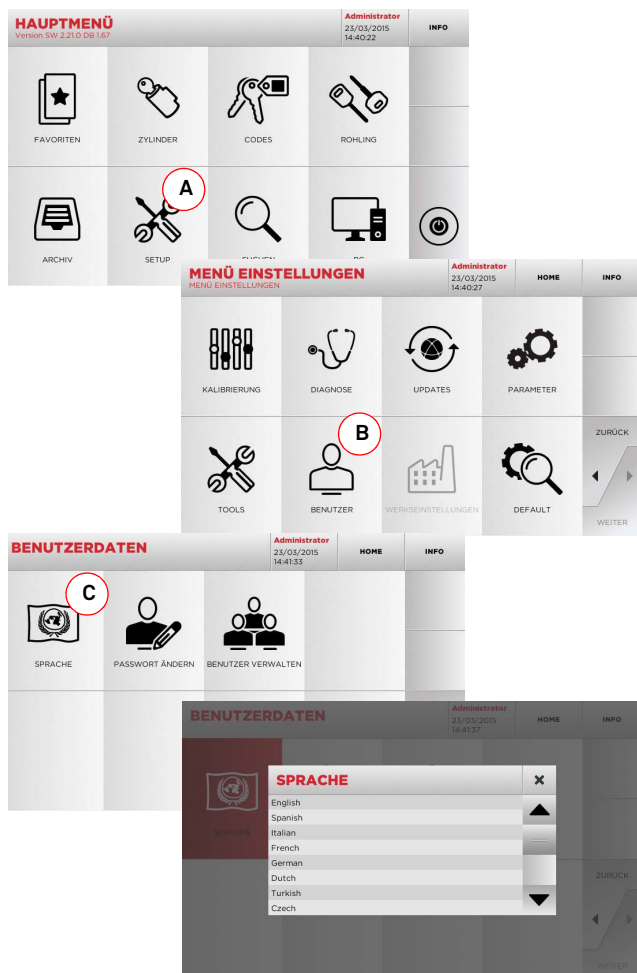 HAUPTMENÜ
Version SW 2.21.0 DB 1.67
Administrator
23/03/2015
14:40:22
INFO
FAVORITEN
ZYLINDER
CODES
ROHLING
A
ARCHIV
SETUP
SUCHEN
PC
MENÜ EINSTELLUNGEN
MENÜ EINSTELLUNGEN
Administrator
23/03/2015
14:40:27
HOME
INFO
KALIBRIERUNG
DIAGNOSE
UPDATES
PARAMETER
B
TOOLS
BENUTZER
WERKSEINSTELLUNGEN
DEFAULT
ZURÜCK
WEITER
BENUTZERDATEN
Administrator
23/03/2015
14:41:33
HOME
INFO
C
SPRACHE
PASSWORT ÄNDERN
BENUTZER VERWALTEN
BENUTZERDATEN
Administrator
23/03/2015
14:41:37
HOME
INFO
SPRACHE
SPRACHE
English
Spanish
Italian
French
German
Dutch
Turkish
Czech
ZURÜCK
WEITER